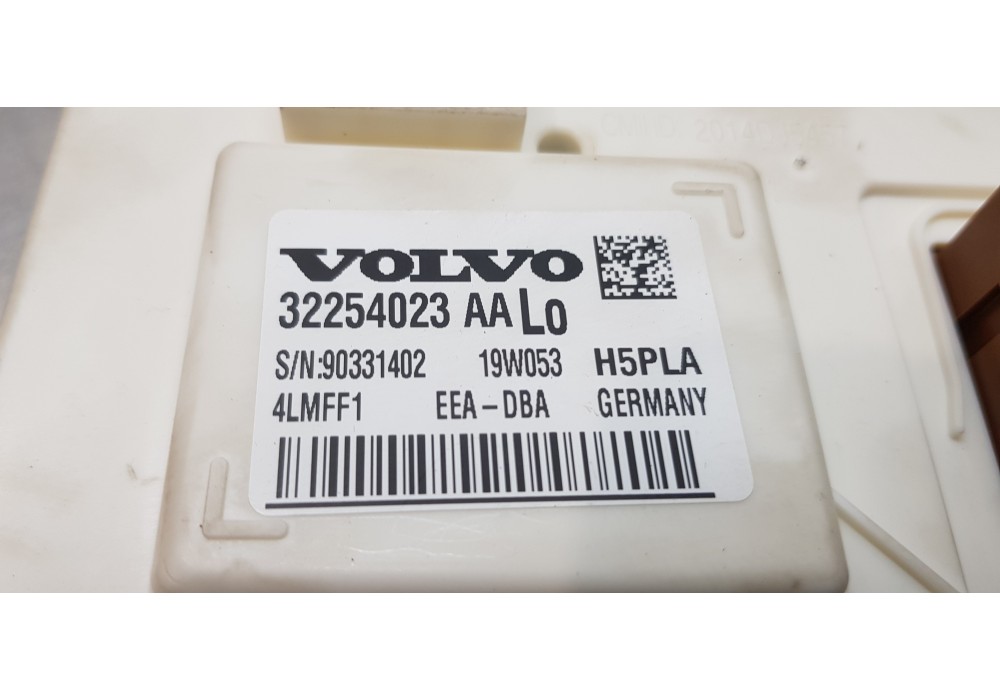 VOLVO
32254023 AA Lo
S/N:90331402 19W053 H5PLA
4LMFF1 EEA-DBA GERMANY